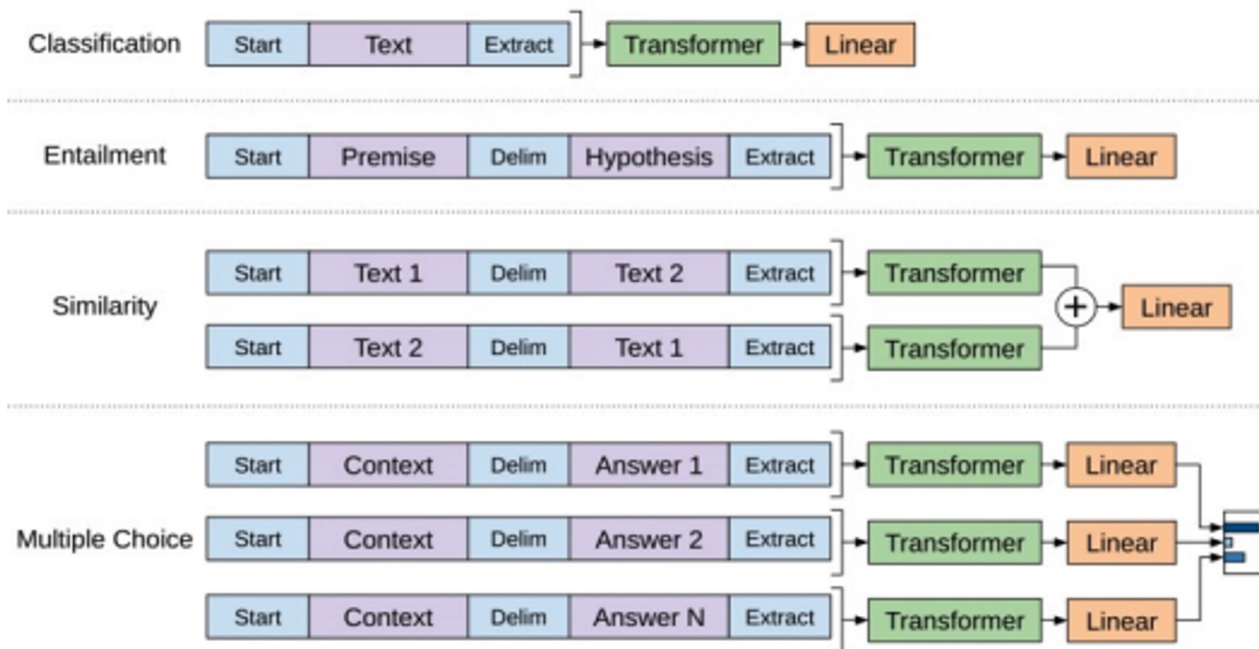 Classification Start Text Extract Transformer Linear
Entailment Start Premise Delim Hypothesis Extract Transformer Linear
Similarity
Start Text 1 Delim Text 2 Extract Transformer
+ Linear
Start Text 2 Delim Text 1 Extract Transformer
Multiple Choice
Start Context Delim Answer 1 Extract Transformer Linear
Start Context Delim Answer 2 Extract Transformer Linear
Start Context Delim Answer N Extract Transformer Linear